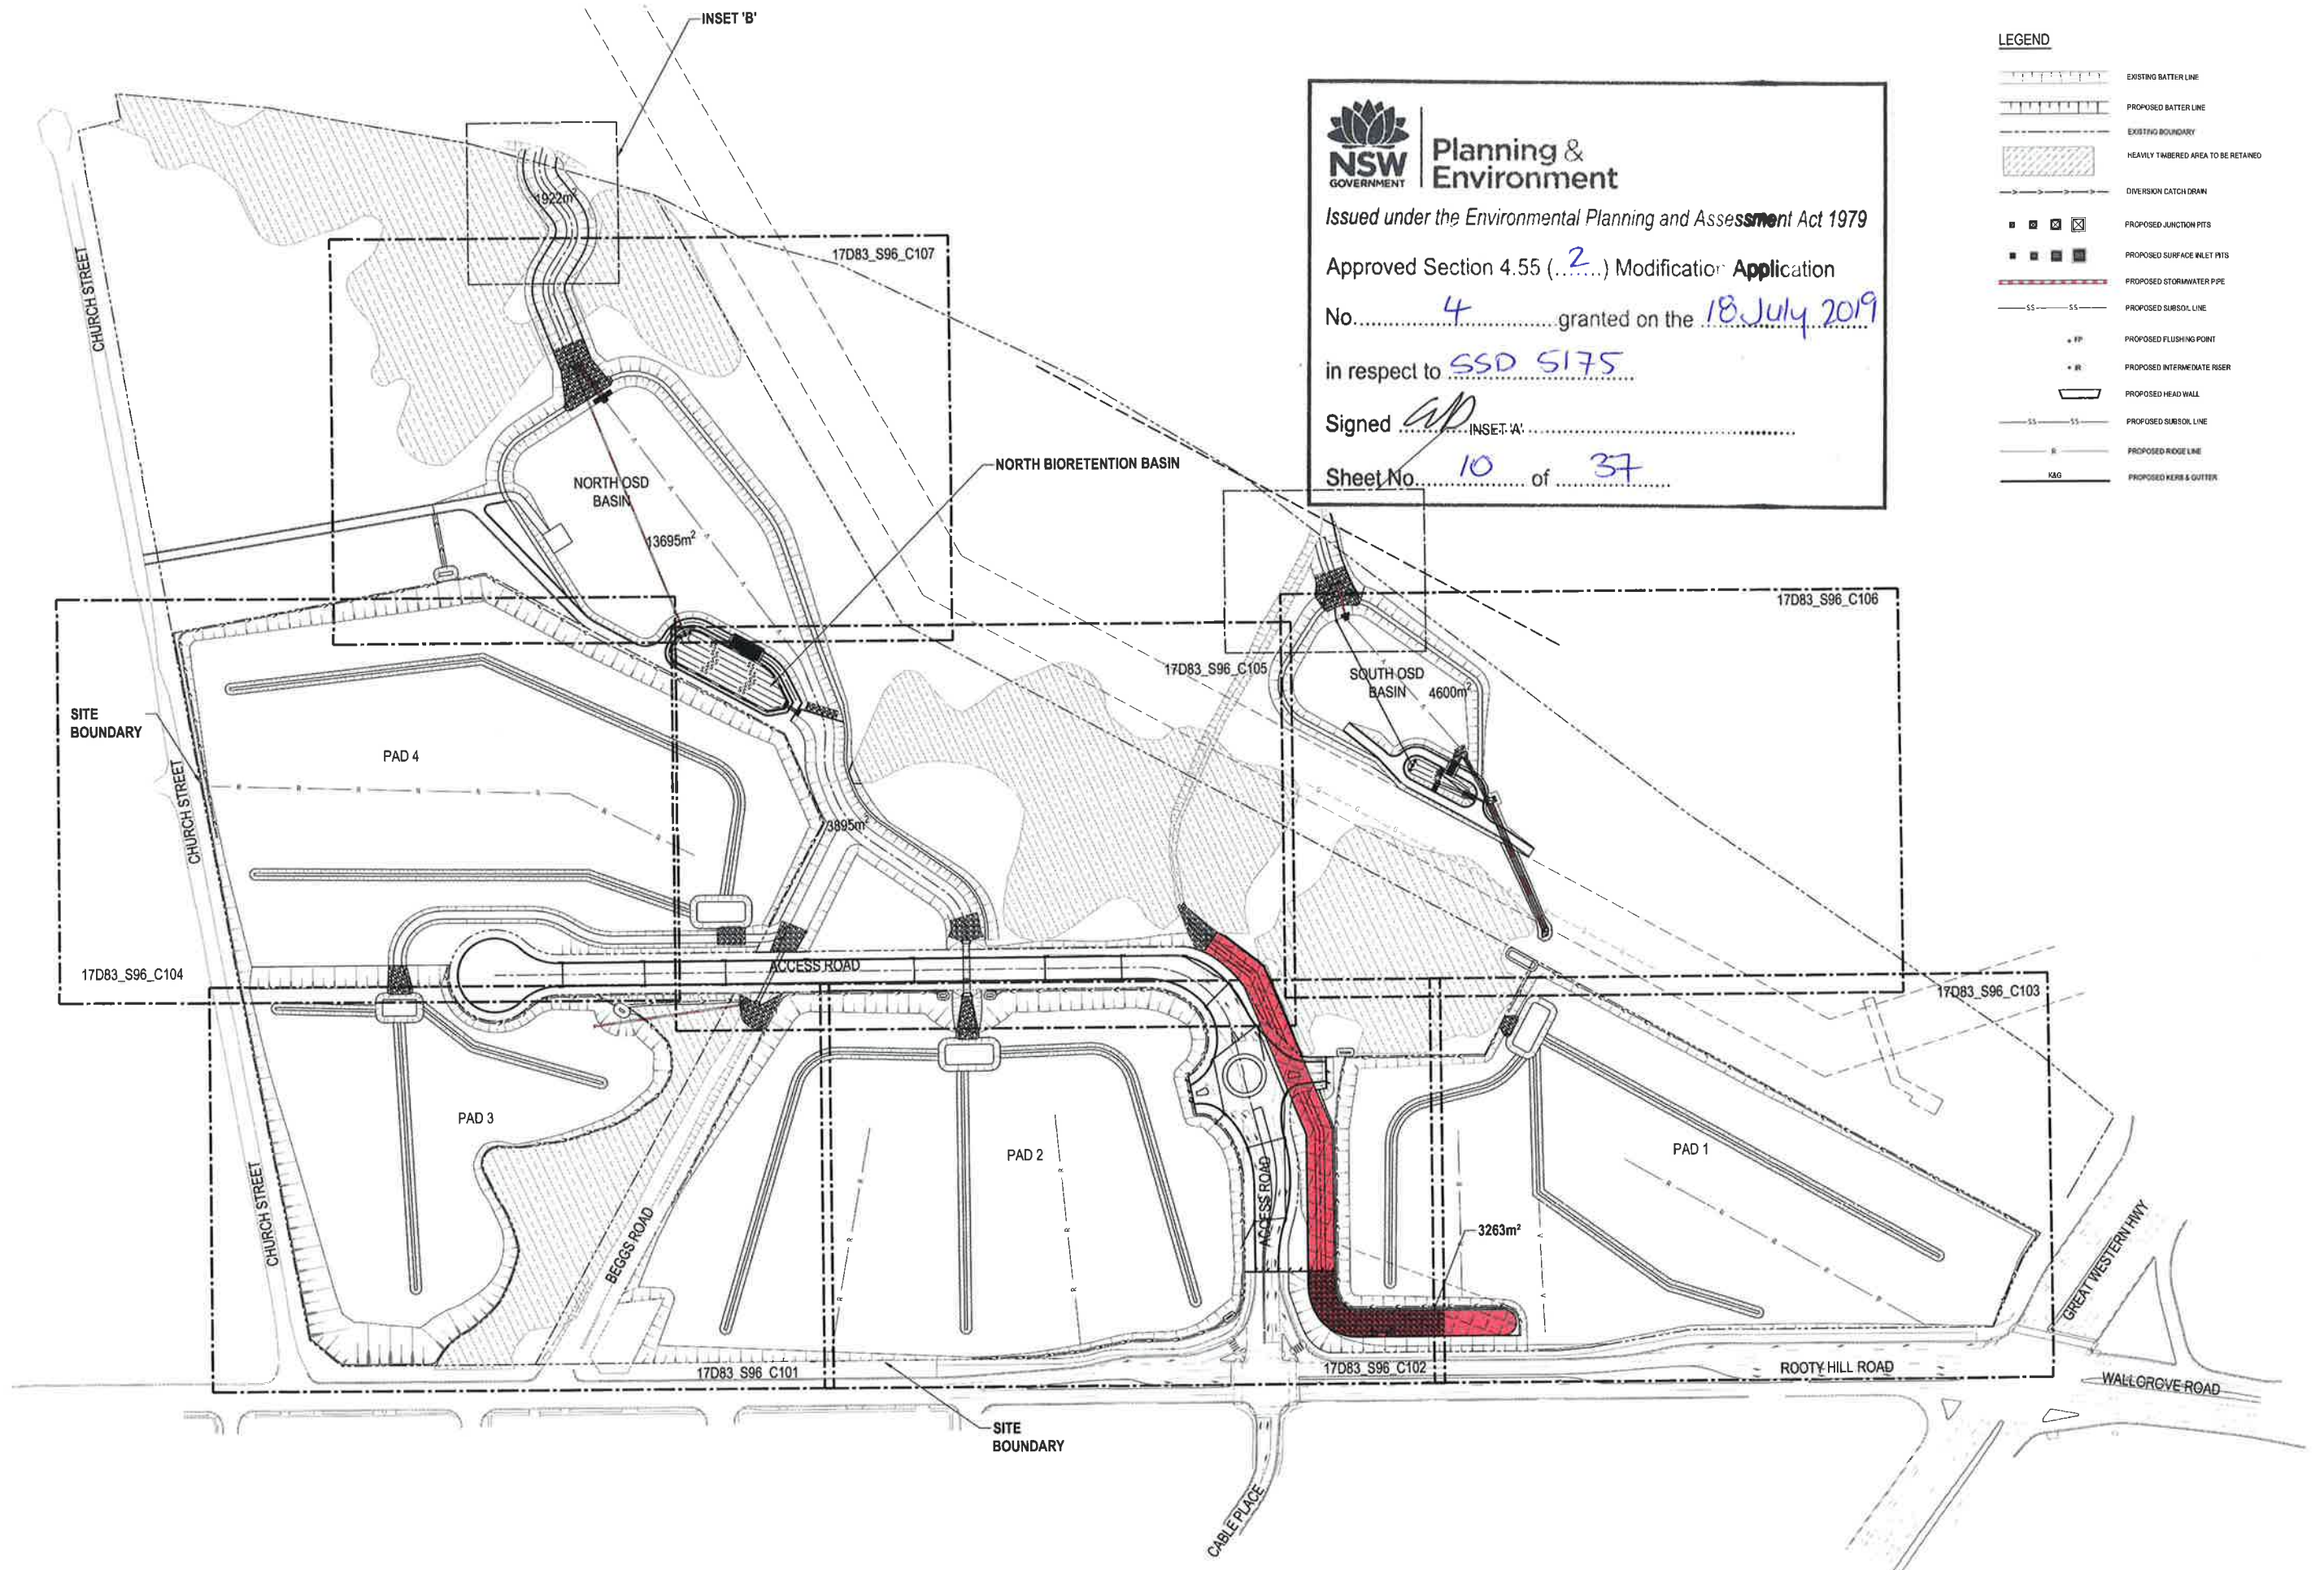 INSET 'B'
LEGEND
EXISTING BATTER LINE
PROPOSED BATTER LINE
EXISTING BOUNDARY
HEAVILY TIMBERED AREA TO BE RETAINED
DIVERSION CATCH DRAIN
PROPOSED JUNCTION PITS
PROPOSED SURFACE INLET PITS
PROPOSED STORMWATER PIPE
SS SS PROPOSED SUBSOIL LINE
FP PROPOSED FLUSHING POINT
IR PROPOSED INTERMEDIATE RISER
PROPOSED HEAD WALL
SS SS PROPOSED SUBSOIL LINE
R PROPOSED RIDGE LINE
K&G PROPOSED KERB & GUTTER
NSW
GOVERNMENT
Planning &
Environment
Issued under the Environmental Planning and Assessment Act 1979
Approved Section 4.55 (..2..) Modification Application
No. 4 granted on the 18 July 2019
in respect to SSD 5175
Signed
INSET 'A'
Sheet No. 10 of 37
1922m²
17D83_S96_C107
CHURCH STREET
NORTH OSD
BASIN
13695m²
NORTH BIORETENTION BASIN
17D83_S96_C106
17D83_S96_C105
SOUTH OSD
BASIN 4600m²
SITE
BOUNDARY
PAD 4
CHURCH STREET
3895m²
17D83_S96_C104
ACCESS ROAD
17D83_S96_C103
PAD 3
PAD 2
PAD 1
CHURCH STREET
BEGGS ROAD
ACCESS ROAD
3263m²
GREAT WESTERN HWY
17D83_S96_C101
17D83_S96_C102
ROOTY HILL ROAD
WALLGROVE ROAD
SITE
BOUNDARY
CABLE PLACE